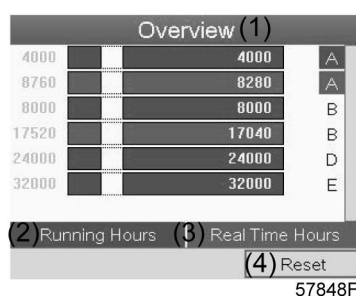 Overview (1)
4000 4000 A
8760 8280 A
8000 8000 B
17520 17040 B
24000 24000 D
32000 32000 E
(2) Running Hours (3) Real Time Hours
(4) Reset
57848F